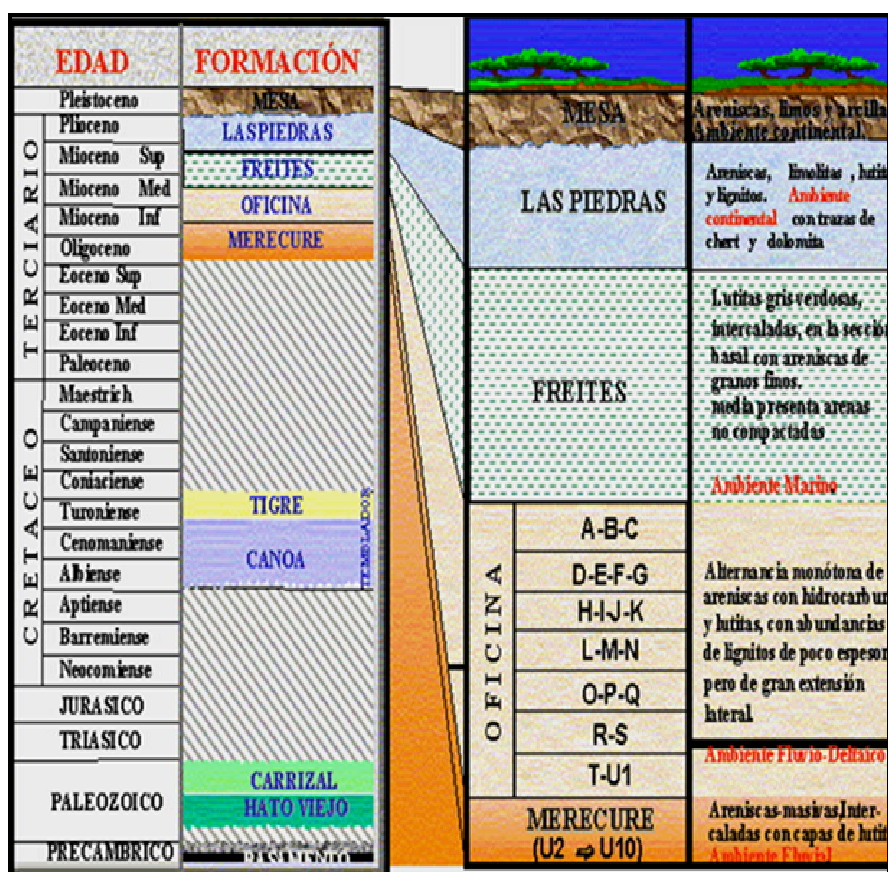 EDAD
FORMACIÓN
TERCIARIO
CRETACEO
Pleistoceno
Plioceno
Mioceno Sup
Mioceno Med
Mioceno Inf
Oligoceno
Eoceno Sup
Eoceno Med
Eoceno Inf
Paleoceno
Maestrich
Campaniense
Santoniense
Coniaciense
Turoniense
Cenomaniense
Albiense
Aptiense
Barremiense
Neocomiense
JURASICO
TRIASICO
PALEOZOICO
PRECAMBRICO
MESA
LAS PIEDRAS
FREITES
OFICINA
MERECURE
TIGRE
CANOA
TEMBLADOR
CARRIZAL
HATO VIEJO
BASAMENTO
MESA
LAS PIEDRAS
FREITES
OFICINA
A-B-C
D-E-F-G
H-I-J-K
L-M-N
O-P-Q
R-S
T-U1
MERECURE
(U2 ⇨ U10)
Areniscas, limos y arcilla
Ambiente continental.
Areniscas, limolitas , lutit
y lignitos. Ambiente
continental con trazas de
chert y dolomita
Lutitas gris verdosas,
intercaladas, en la secció
basal con areniscas de
granos finos.
media presenta arenas
no compactadas
Ambiente Marino
Alternancia monótona de
areniscas con hidrocarbur
y lutitas, con abundancias
de lignitos de poco espesor
pero de gran extensión
lateral.
Ambiente Fluvio-Deltaico
Areniscas-masivas,Inter-
caladas con capas de lutit
Ambiente Fluvial